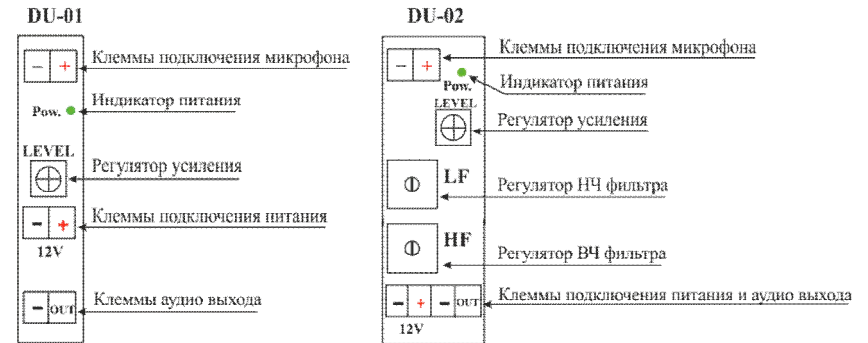 DU-01
− +
Клеммы подключения микрофона
Pow.
Индикатор питания
LEVEL
Регулятор усиления
− +
Клеммы подключения питания
12V
− OUT
Клеммы аудио выхода
DU-02
− +
Клеммы подключения микрофона
Pow.
Индикатор питания
LEVEL
Регулятор усиления
LF
Регулятор НЧ фильтра
HF
Регулятор ВЧ фильтра
− + − OUT
Клеммы подключения питания и аудио выхода
12V